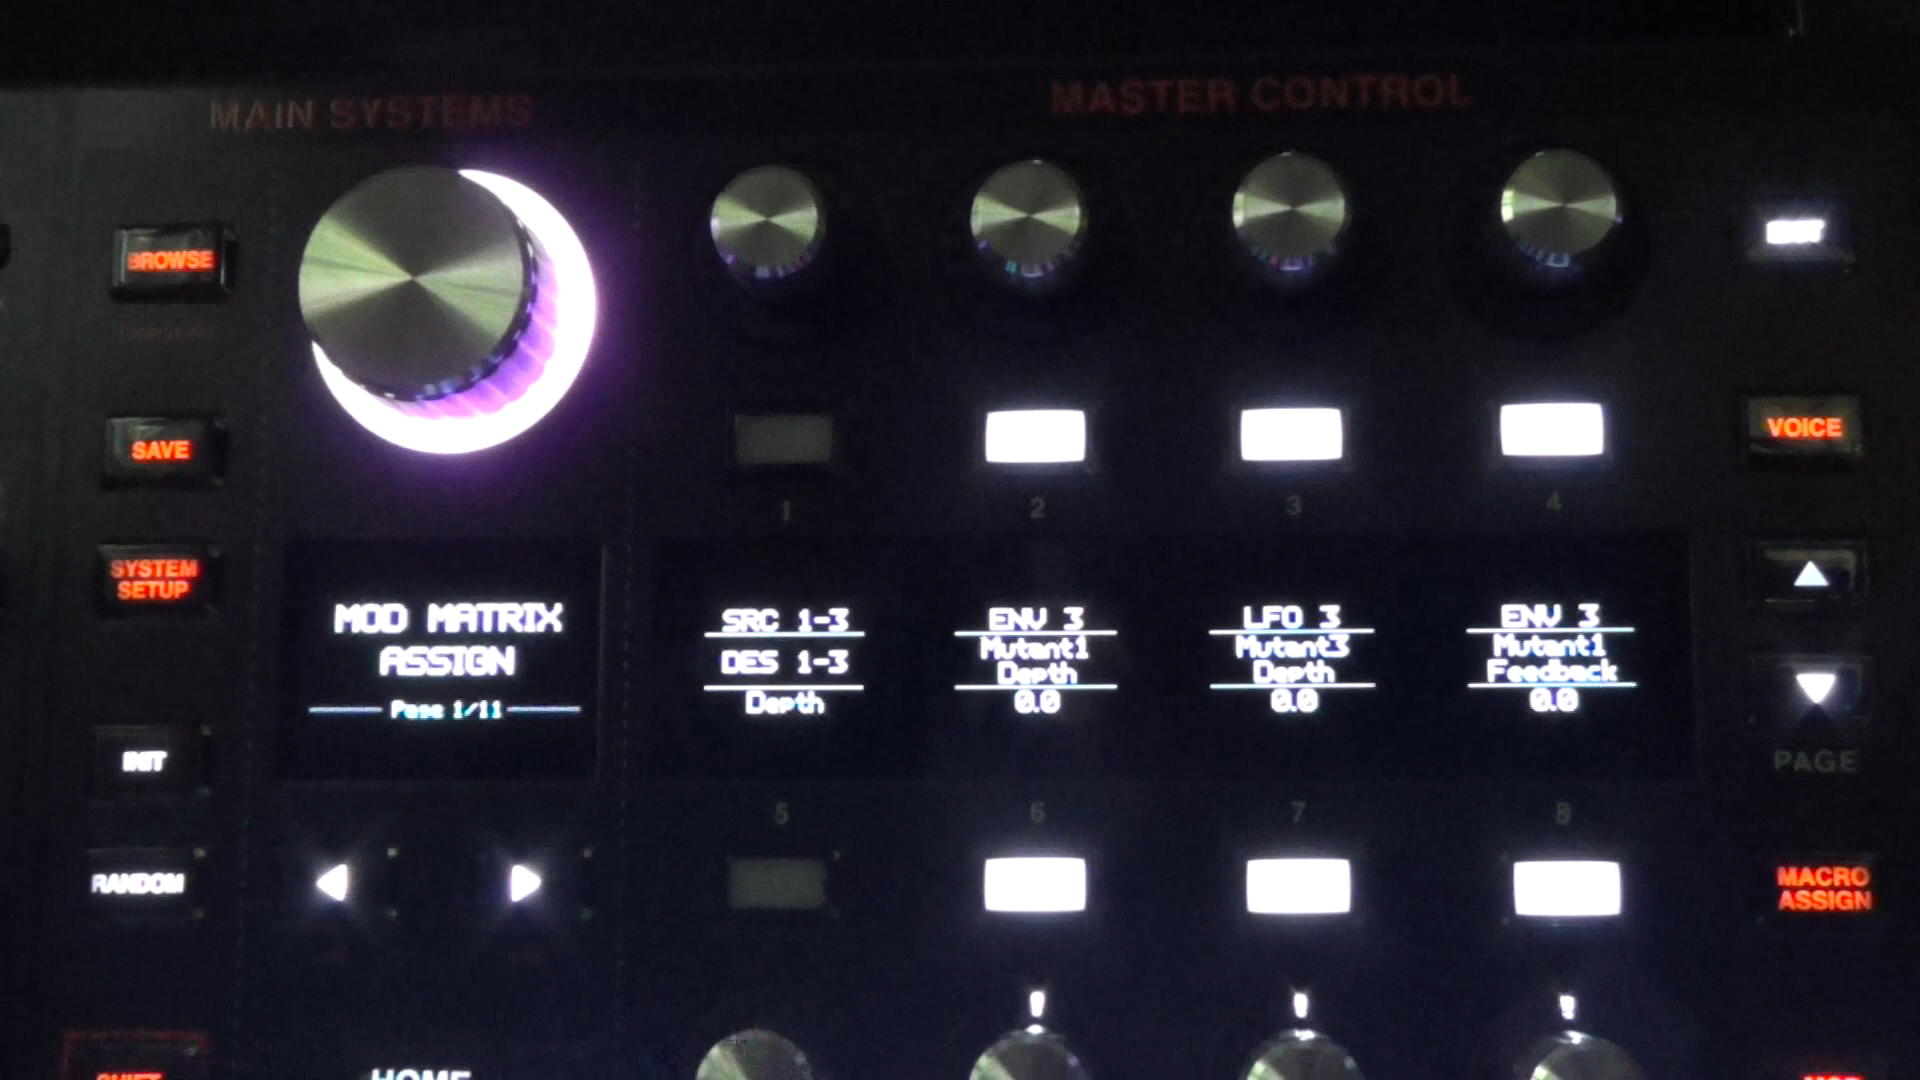 MAIN SYSTEMS
MASTER CONTROL
BROWSE
EXIT
SAVE
VOICE
1
2
3
4
SYSTEM
SETUP
MOD MATRIX
ASSIGN
Page 1/11
SRC 1-3
DES 1-3
Depth
ENV 3
Mutant1
Depth
0.0
LFO 3
Mutant3
Depth
0.0
ENV 3
Mutant1
Feedback
0.0
INIT
PAGE
5
6
7
8
RANDOM
MACRO
ASSIGN
SHIFT
HOME